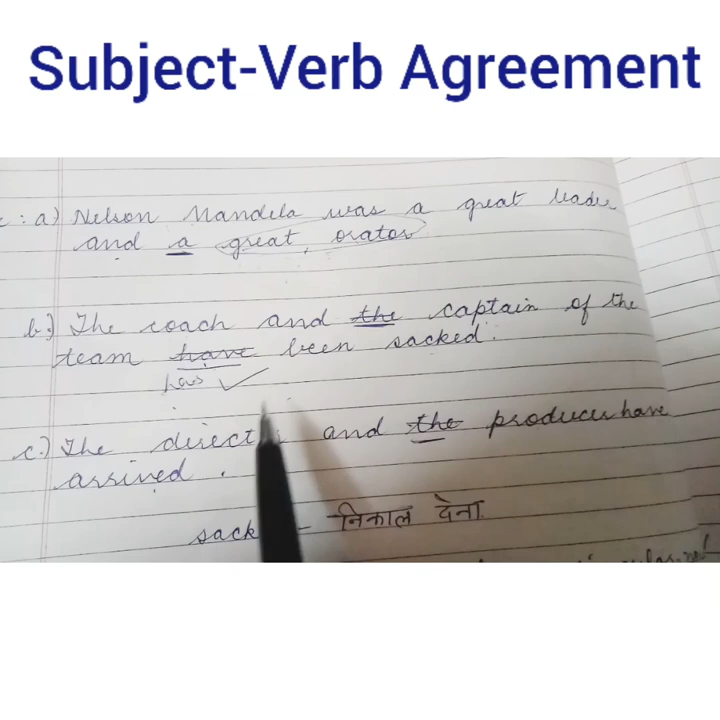 Subject-Verb Agreement
: a) Nelson Mandela was a great leader
and a great, orator
b) The coach and the captain of the
team have been sacked.
has ✓
c.) The direct and the producer have
arrived.
sack - निकाल देना